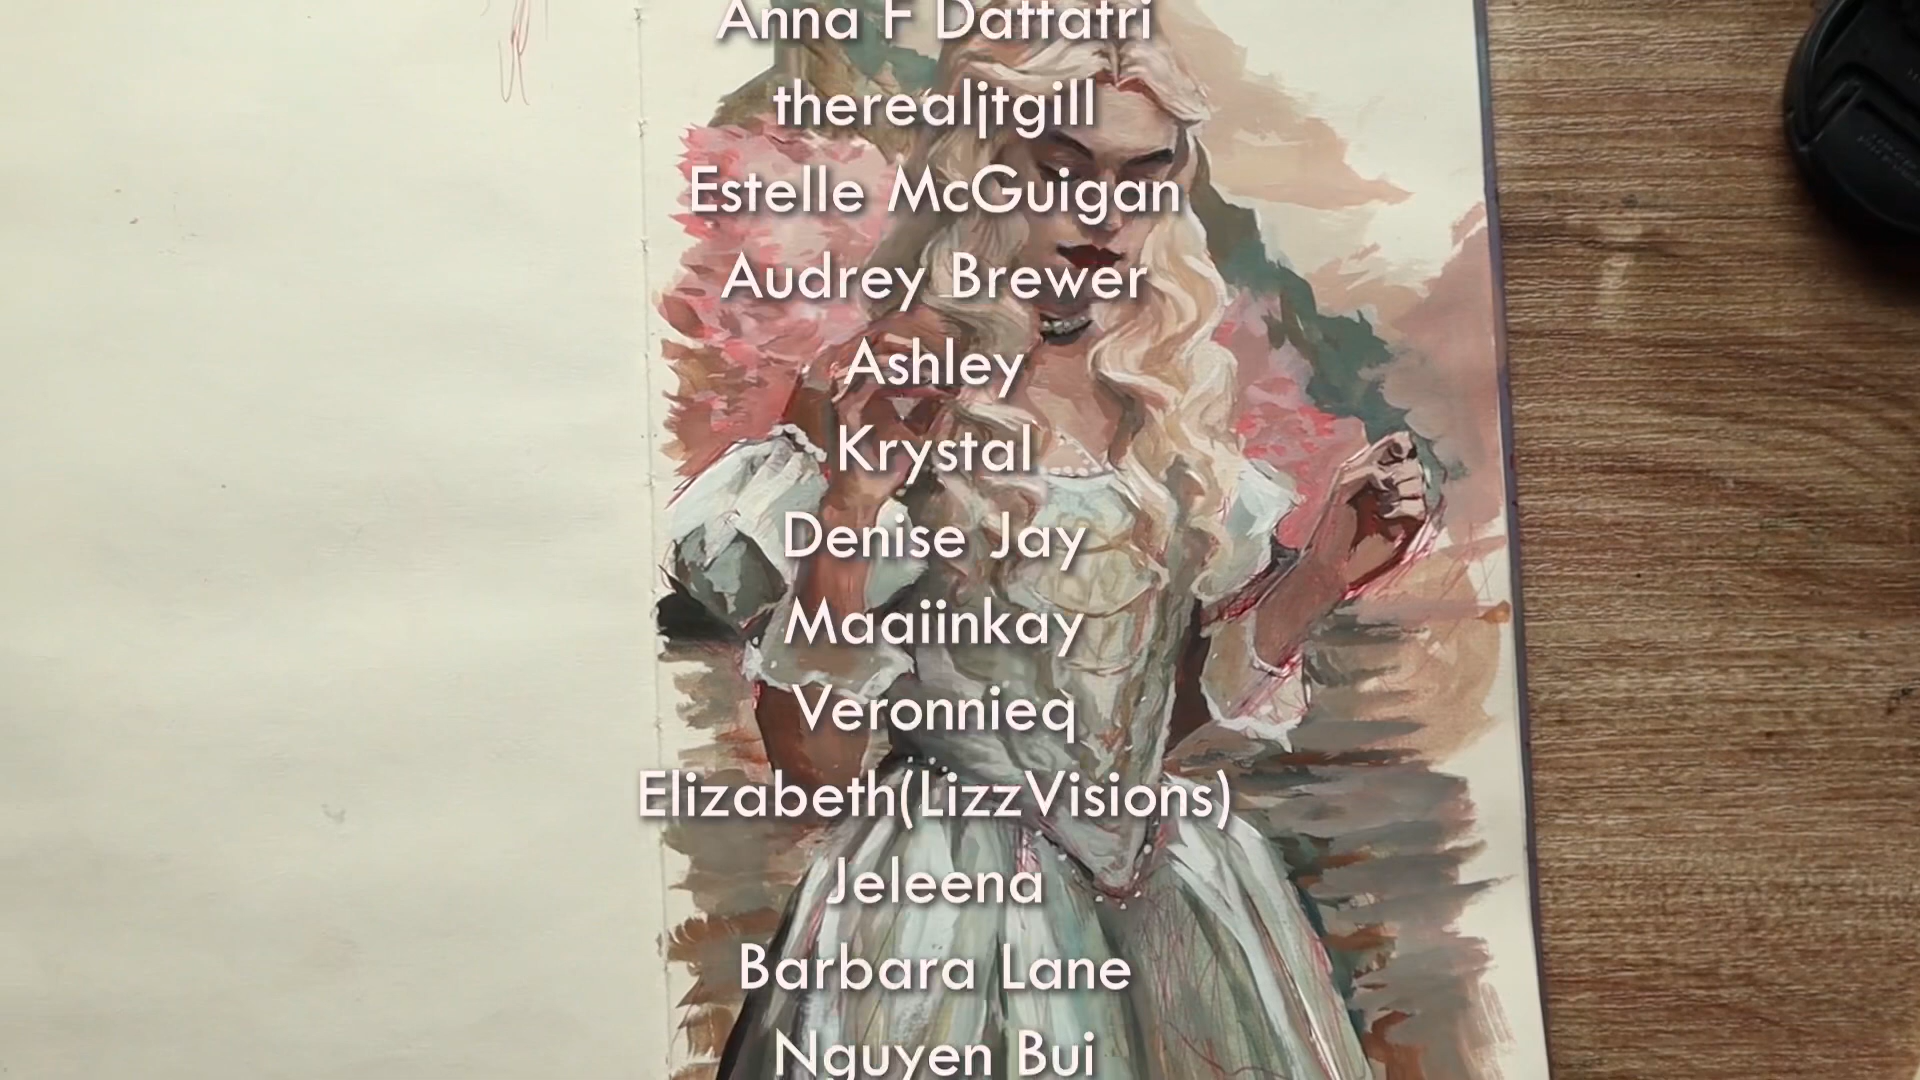 Anna F Dattatri
therealjtgill
Estelle McGuigan
Audrey Brewer
Ashley
Krystal
Denise Jay
Maaiinkay
Veronnieq
Elizabeth(LizzVisions)
Jeleena
Barbara Lane
Nguyen Bui